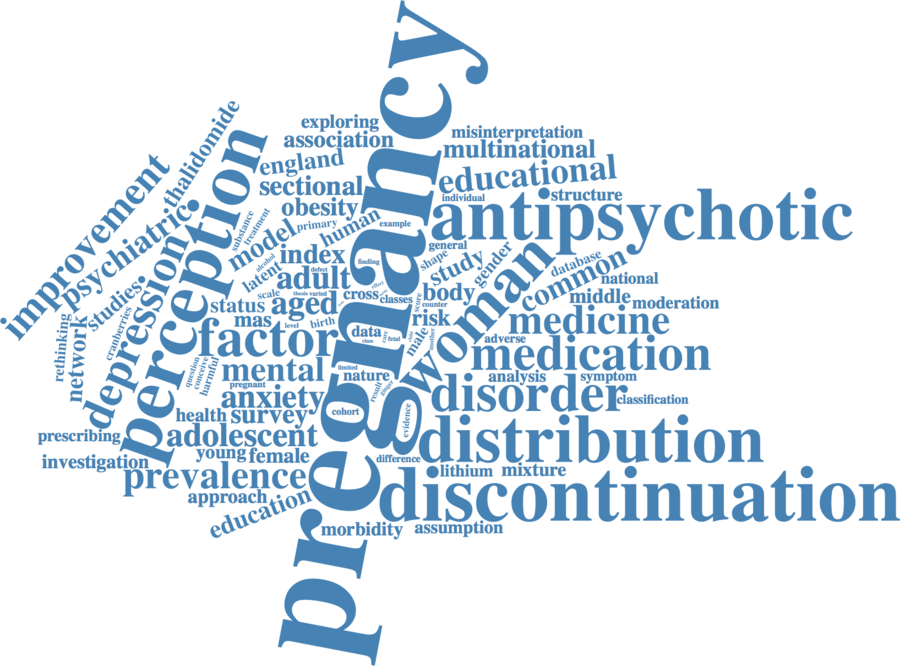 pregnancy
thalidomide
exploring
association
misinterpretation
multinational
england
educational
improvement
perception
sectional
individual
structure
psychiatric
obesity
antipsychotic
substance
treatment
model
primary
human
example
general
index
finding
shape
study
gender
database
common
studies
depression
alcohol
latent
adult
defect
effect
national
rethinking
network
cranberries
status
scale
thesis
varied
aged
cross
classes
score
body
counter
middle
moderation
woman
mas
level
birth
data
class
fetal
risk
male
medicine
factor
adverse
medication
question
conceive
harmful
mental
pregnant
limited
nature
analysis
symptom
anxiety
result
ginger
disorder
classification
health
survey
cohort
evidence
prescribing
adolescent
distribution
investigation
young
female
difference
prevalence
lithium
mixture
approach
discontinuation
education
morbidity
assumption